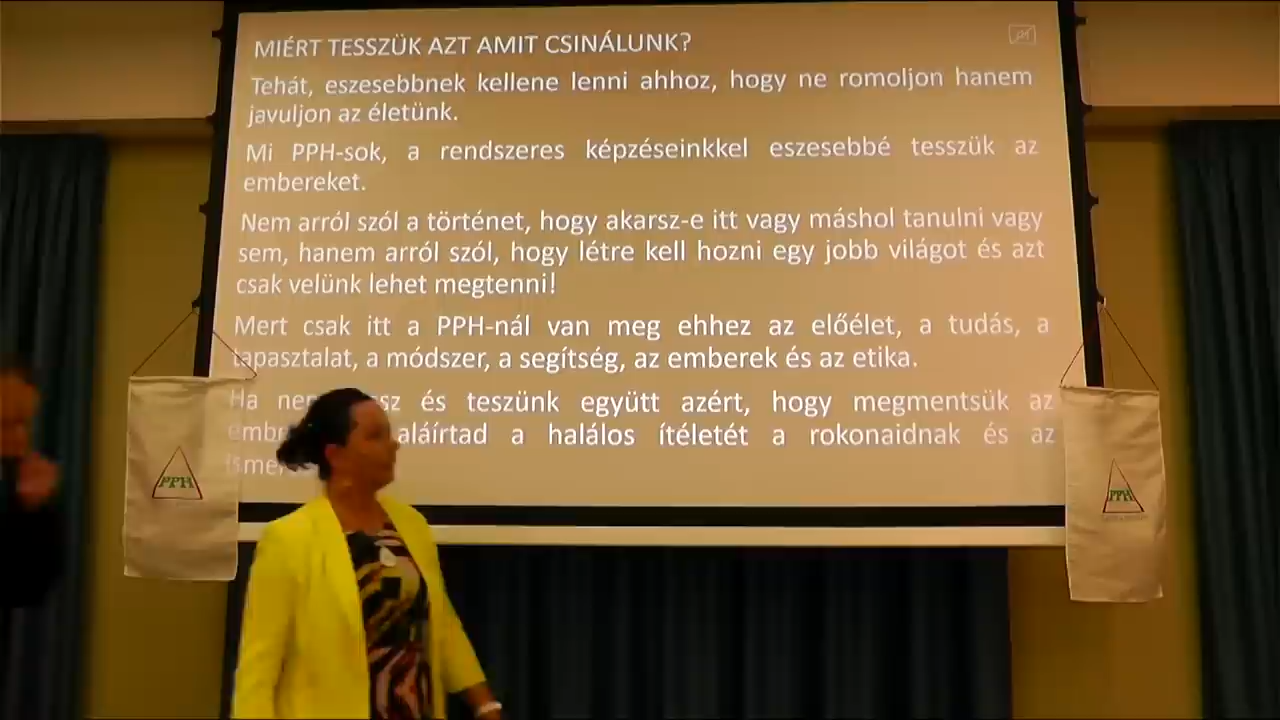 MIÉRT TESSZÜK AZT AMIT CSINÁLUNK?
Tehát, eszesebbnek kellene lenni ahhoz, hogy ne romoljon hanem
javuljon az életünk.
Mi PPH-sok, a rendszeres képzéseinkkel eszesebbé tesszük az
embereket.
Nem arról szól a történet, hogy akarsz-e itt vagy máshol tanulni vagy
sem, hanem arról szól, hogy létre kell hozni egy jobb világot és azt
csak velünk lehet megtenni!
Mert csak itt a PPH-nál van meg ehhez az előélet, a tudás, a
tapasztalat, a módszer, a segítség, az emberek és az etika.
Ha és teszünk együtt azért, hogy megmentsük az
aláírtad a halálos ítéletét a rokonaidnak és az
PPH
PPH